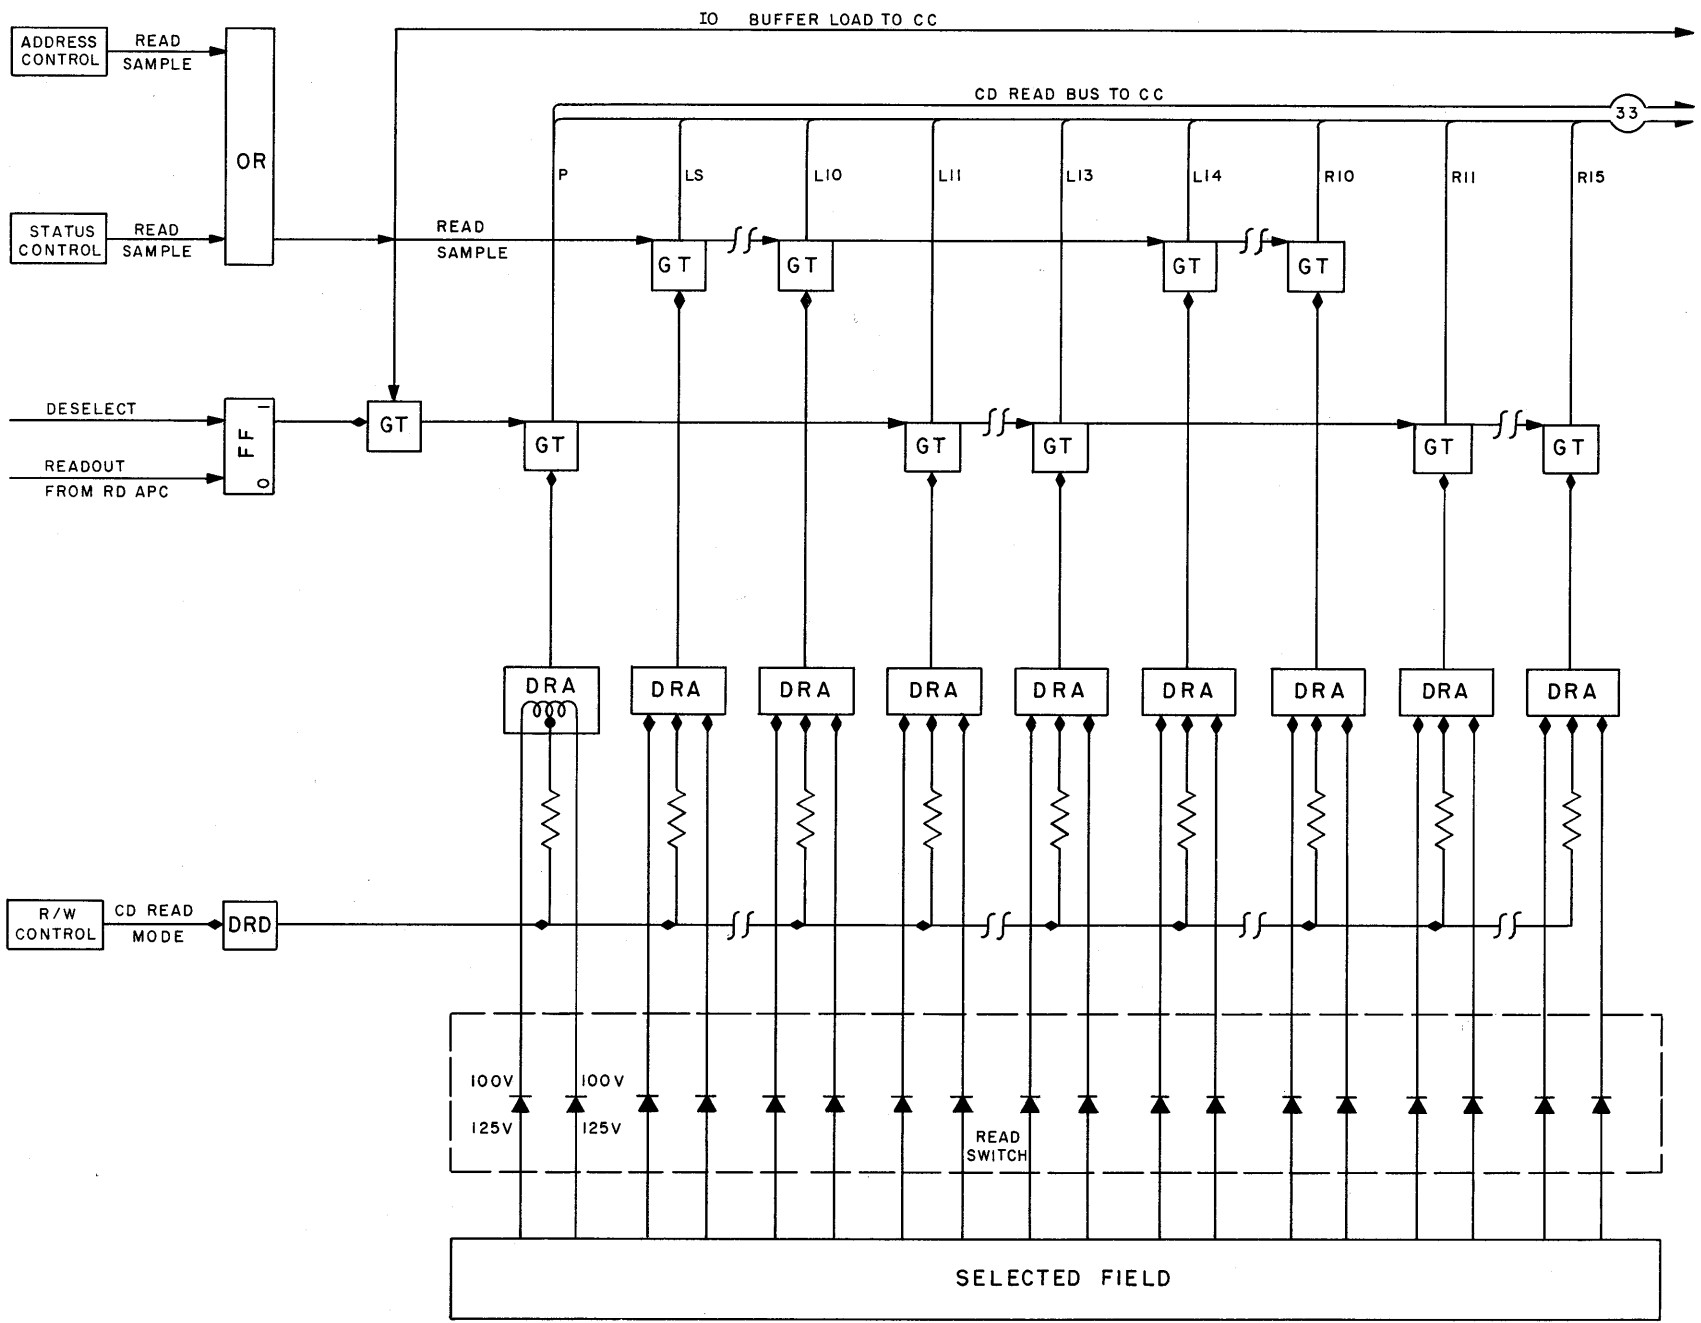 IO BUFFER LOAD TO CC
ADDRESS
CONTROL
READ
SAMPLE
OR
CD READ BUS TO CC
33
P
LS
L10
L11
L13
L14
R10
R11
R15
STATUS
CONTROL
READ
SAMPLE
READ
SAMPLE
GT
GT
GT
GT
DESELECT
READOUT
FROM RD APC
FF
1
0
GT
GT
GT
GT
GT
GT
DRA
DRA
DRA
DRA
DRA
DRA
DRA
DRA
DRA
R/W
CONTROL
CD READ
MODE
DRD
100V
100V
125V
125V
READ
SWITCH
SELECTED FIELD